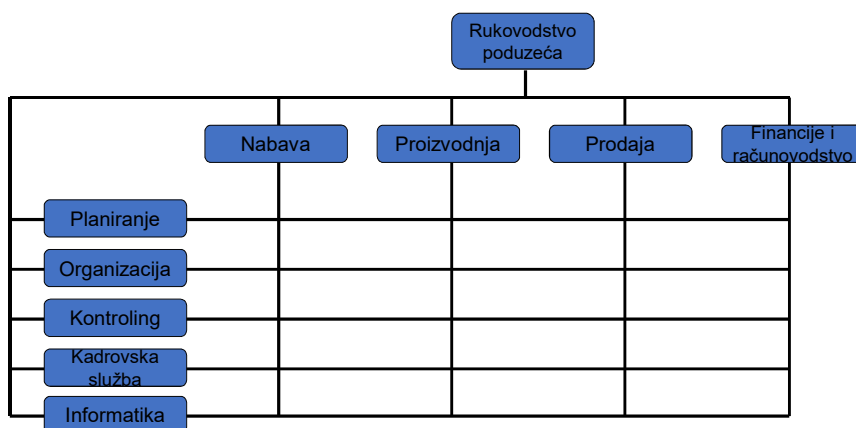 Rukovodstvo
poduzeća
Nabava
Proizvodnja
Prodaja
Financije i
računovodstvo
Planiranje
Organizacija
Kontroling
Kadrovska
služba
Informatika